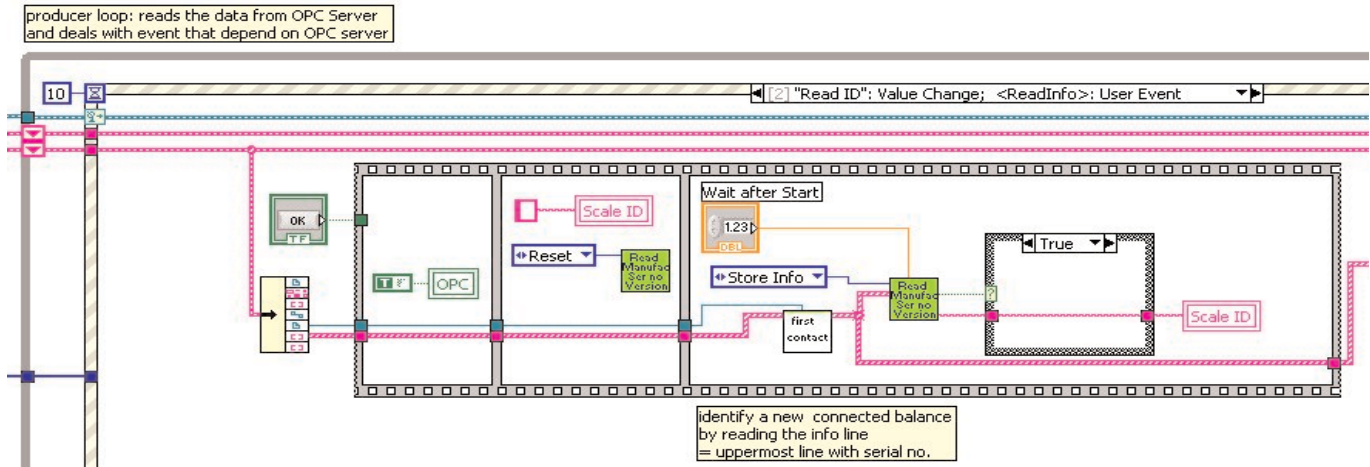 producer loop: reads the data from OPC Server
and deals with event that depend on OPC server
10
[2] "Read ID": Value Change; <ReadInfo>: User Event
Wait after Start
OK
TF
Scale ID
1.23
DBL
True
Reset
Read
Manufac
Ser no
Version
T F
OPC
Store Info
Read
Manufac
Ser no
Version
?
Scale ID
first
contact
identify a new connected balance
by reading the info line
= uppermost line with serial no.